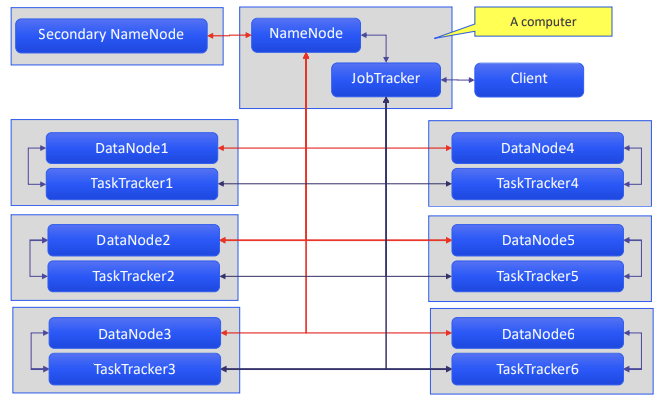 Secondary NameNode
NameNode
A computer
JobTracker
Client
DataNode1
DataNode4
TaskTracker1
TaskTracker4
DataNode2
DataNode5
TaskTracker2
TaskTracker5
DataNode3
DataNode6
TaskTracker3
TaskTracker6